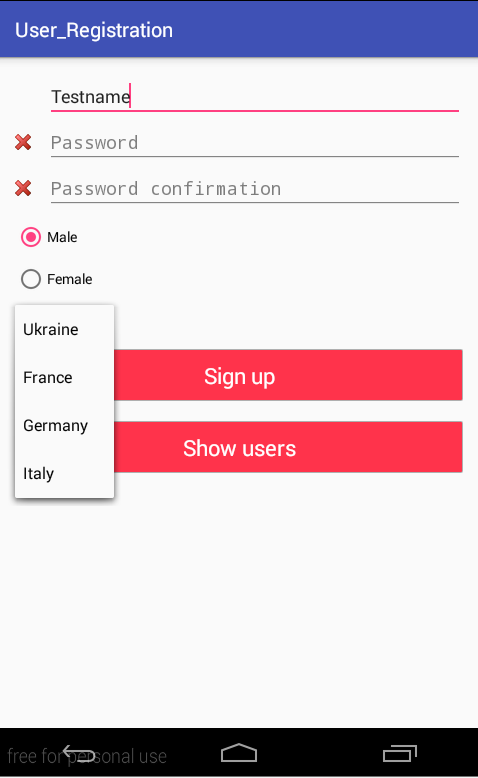 User_Registration
Testname
Password
Password confirmation
Male
Female
Ukraine
France
Germany
Italy
Sign up
Show users
free for personal use